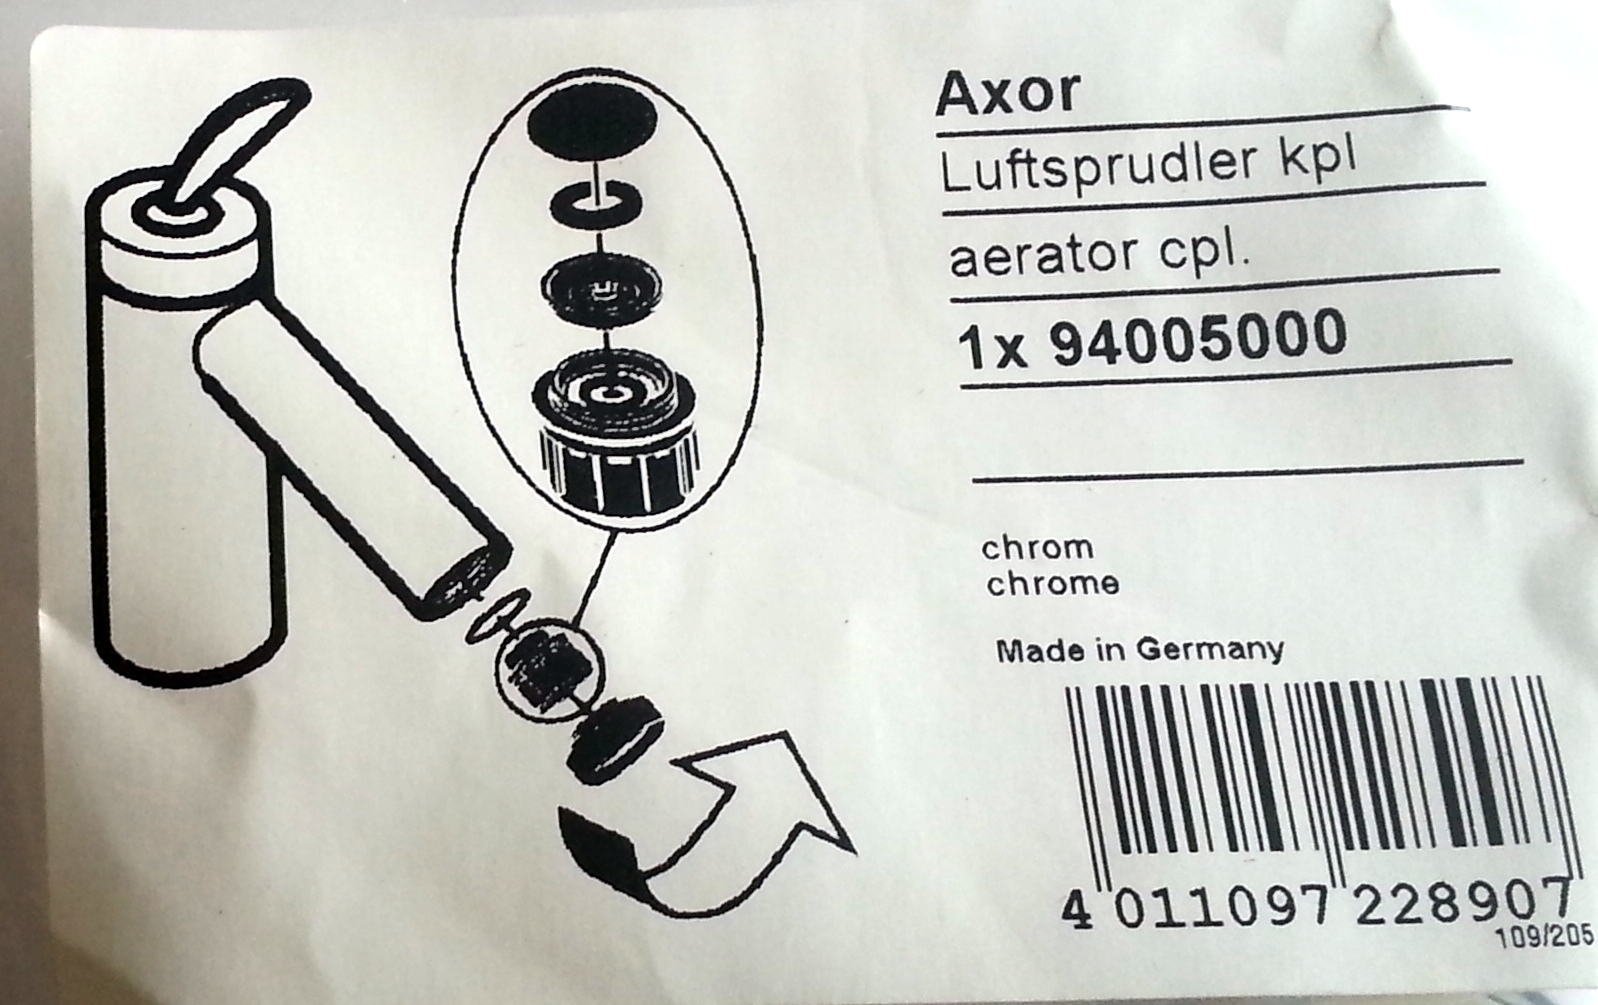 Axor
Luftsprudler kpl
aerator cpl.
1x 94005000
chrom
chrome
Made in Germany
4 011097 228907
109/205